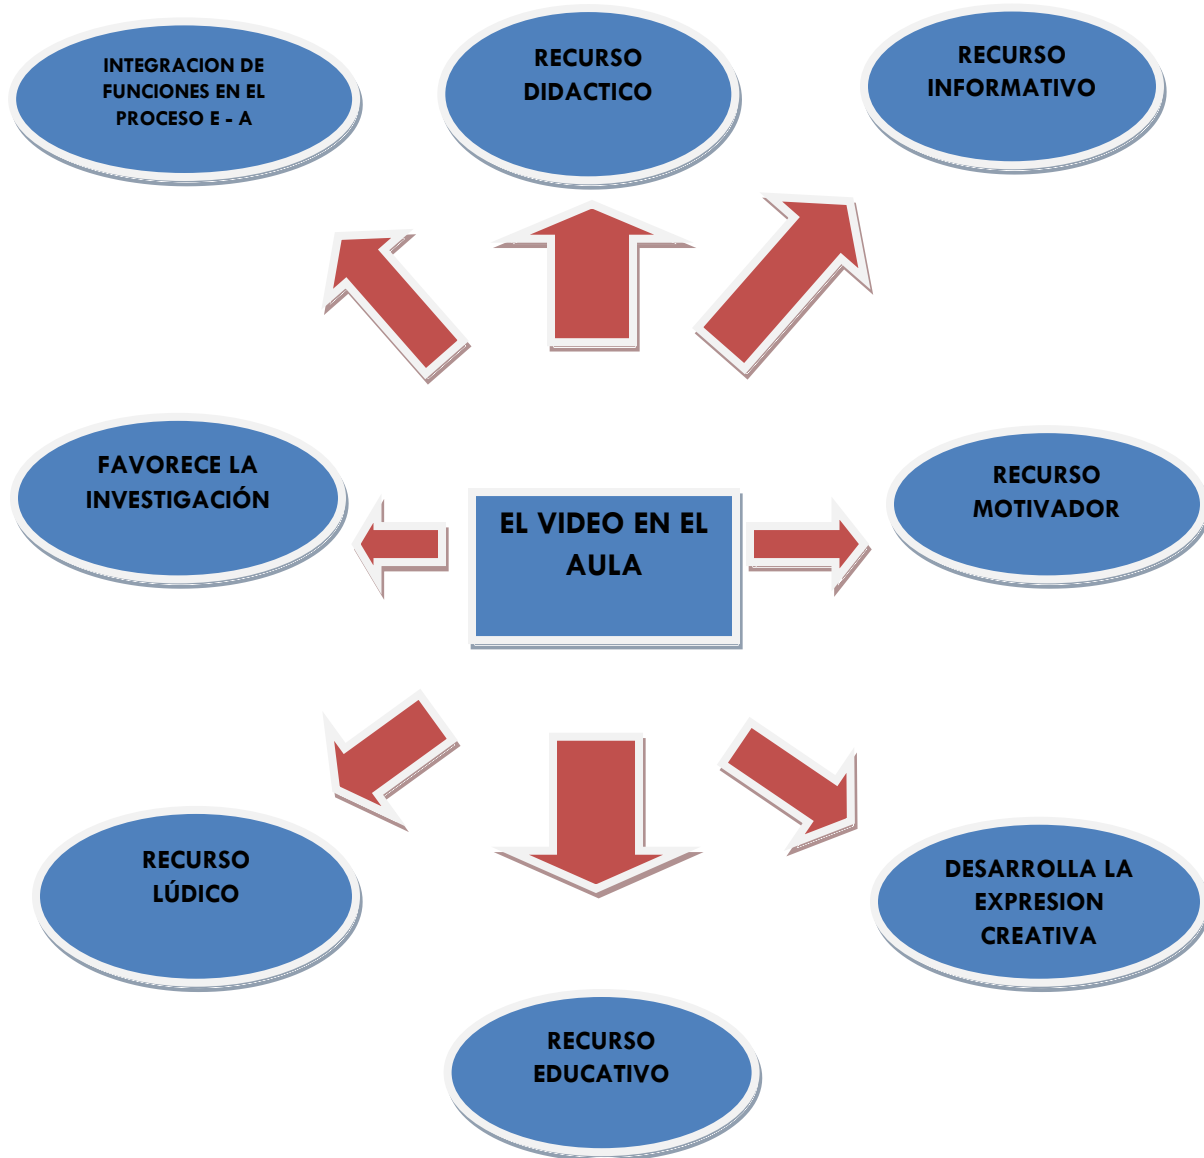 INTEGRACION DE
FUNCIONES EN EL
PROCESO E - A
RECURSO
DIDACTICO
RECURSO
INFORMATIVO
FAVORECE LA
INVESTIGACIÓN
EL VIDEO EN EL
AULA
RECURSO
MOTIVADOR
RECURSO
LÚDICO
RECURSO
EDUCATIVO
DESARROLLA LA
EXPRESION
CREATIVA